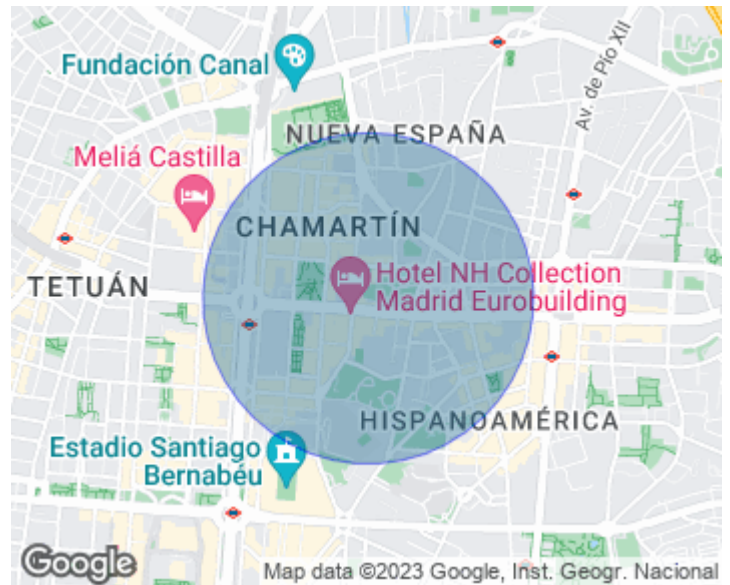 Fundación Canal
Av. de Pío XII
NUEVA ESPAÑA
Meliá Castilla
CHAMARTÍN
TETUÁN
Hotel NH Collection
Madrid Eurobuilding
HISPANOAMÉRICA
Estadio Santiago
Bernabéu
Google
Map data ©2023 Google, Inst. Geogr. Nacional